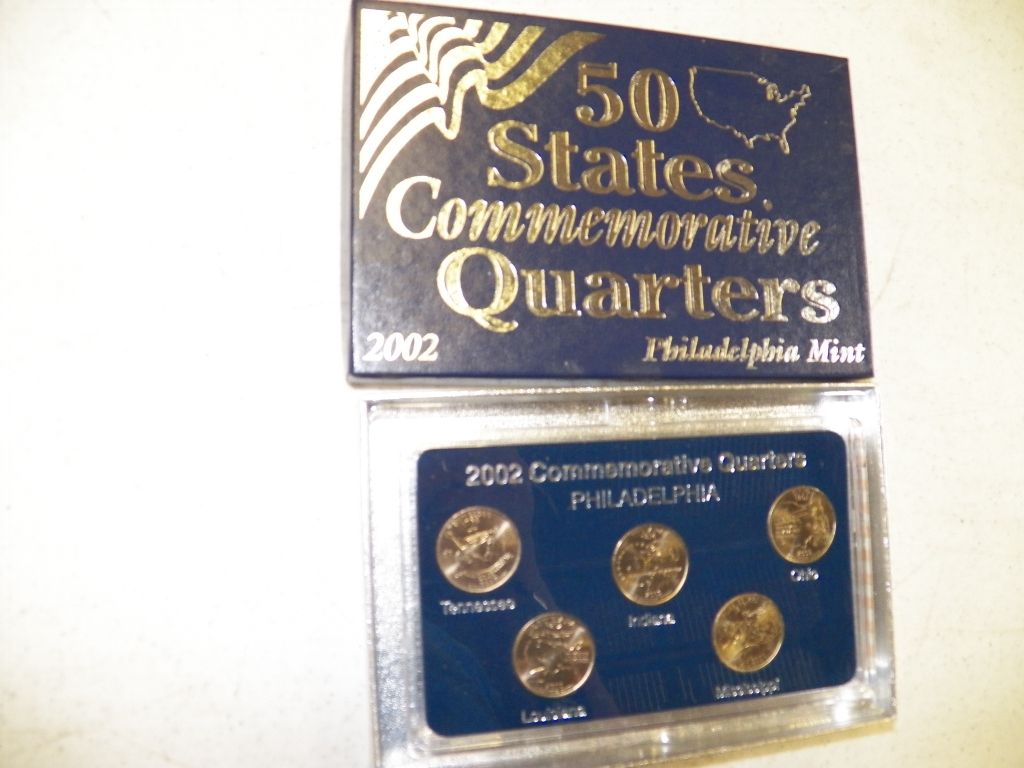 50
States
Commemorative
Quarters
2002 Philadelphia Mint
2002 Commemorative Quarters
PHILADELPHIA
Tennessee
Indiana
Ohio
Louisiana
Mississippi